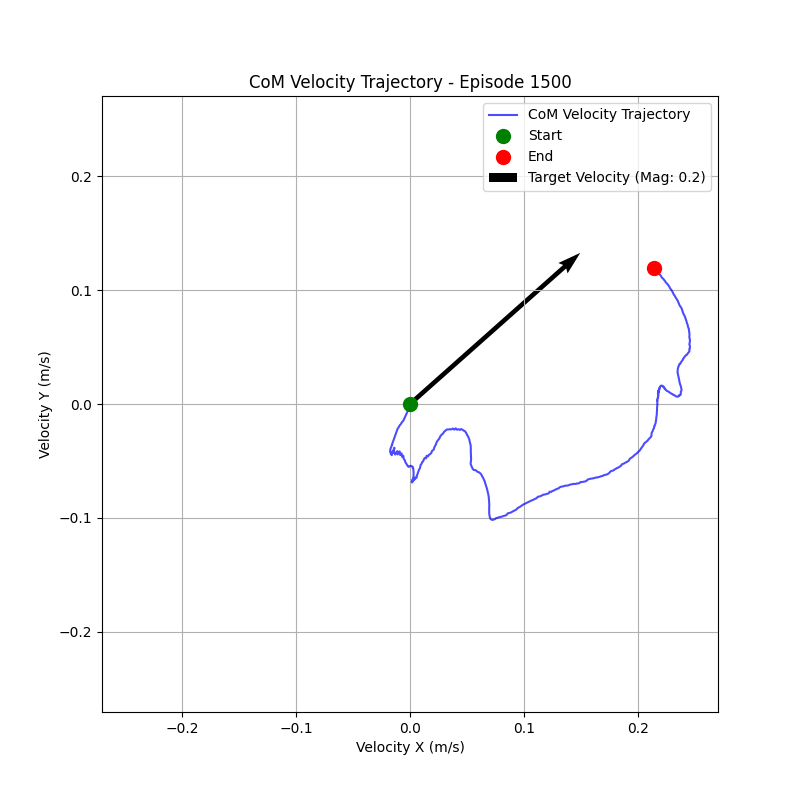 CoM Velocity Trajectory - Episode 1500
CoM Velocity Trajectory
Start
End
Target Velocity (Mag: 0.2)
0.2
0.1
0.0
−0.1
−0.2
Velocity Y (m/s)
−0.2
−0.1
0.0
0.1
0.2
Velocity X (m/s)